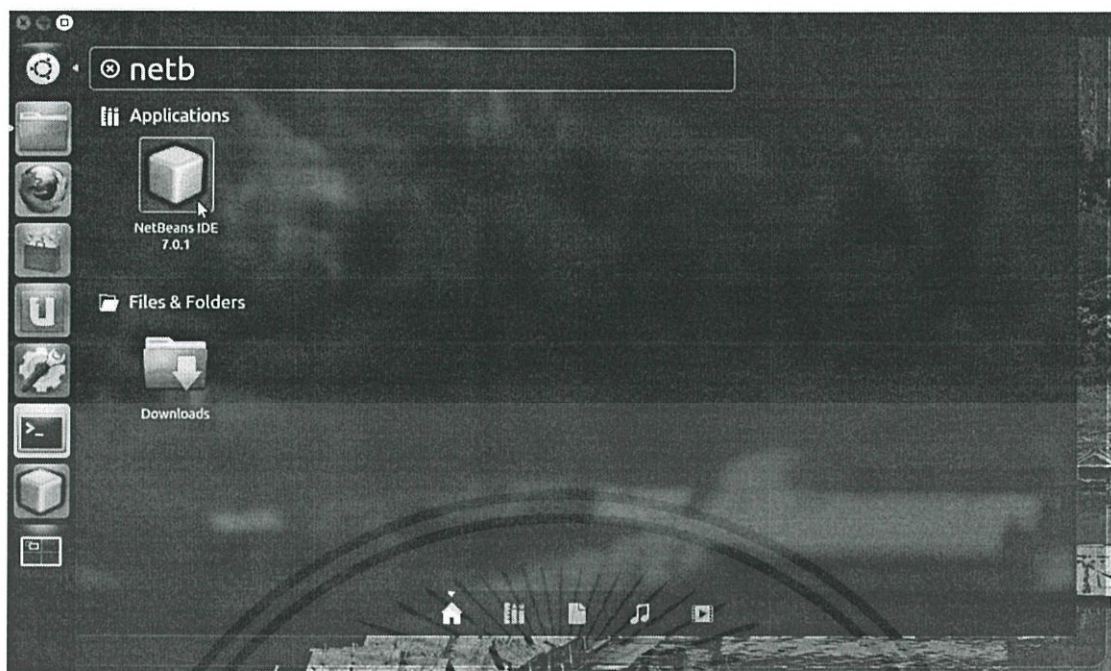 netb
Applications
NetBeans IDE
7.0.1
Files & Folders
Downloads